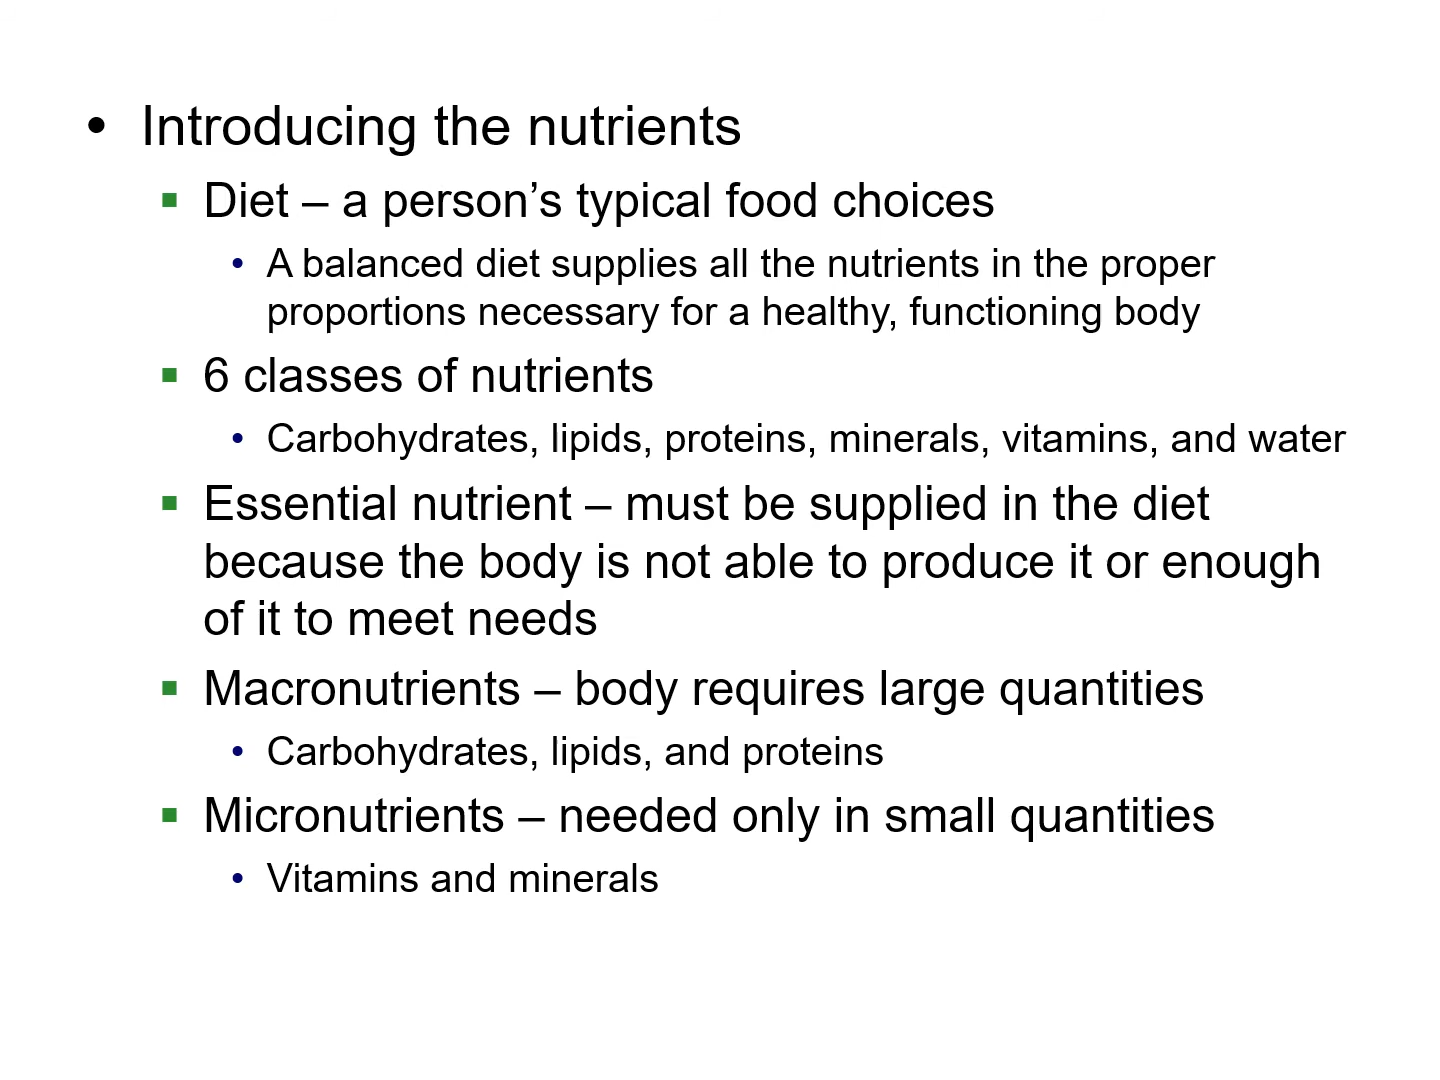 • Introducing the nutrients
▪ Diet – a person’s typical food choices
• A balanced diet supplies all the nutrients in the proper
proportions necessary for a healthy, functioning body
▪ 6 classes of nutrients
• Carbohydrates, lipids, proteins, minerals, vitamins, and water
▪ Essential nutrient – must be supplied in the diet
because the body is not able to produce it or enough
of it to meet needs
▪ Macronutrients – body requires large quantities
• Carbohydrates, lipids, and proteins
▪ Micronutrients – needed only in small quantities
• Vitamins and minerals